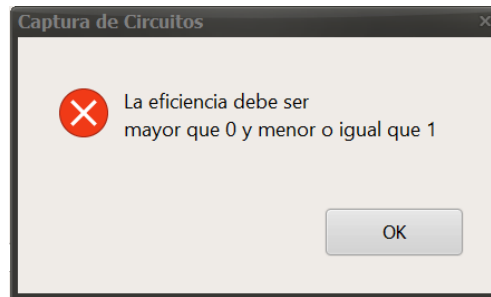 Captura de Circuitos
La eficiencia debe ser
mayor que 0 y menor o igual que 1
OK